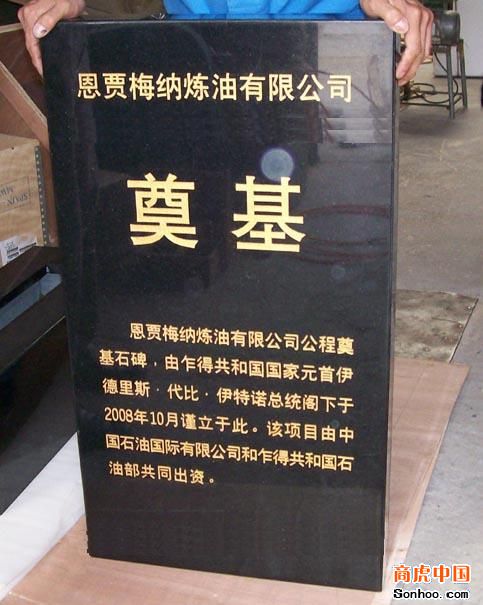 恩贾梅纳炼油有限公司
奠基
恩贾梅纳炼油有限公司公程奠
基石碑，由乍得共和国国家元首伊
德里斯·代比·伊特诺总统阁下于
2008年10月谨立于此。该项目由中
国石油国际有限公司和乍得共和国石
油部共同出资。
商虎中国
Sonhoo.com